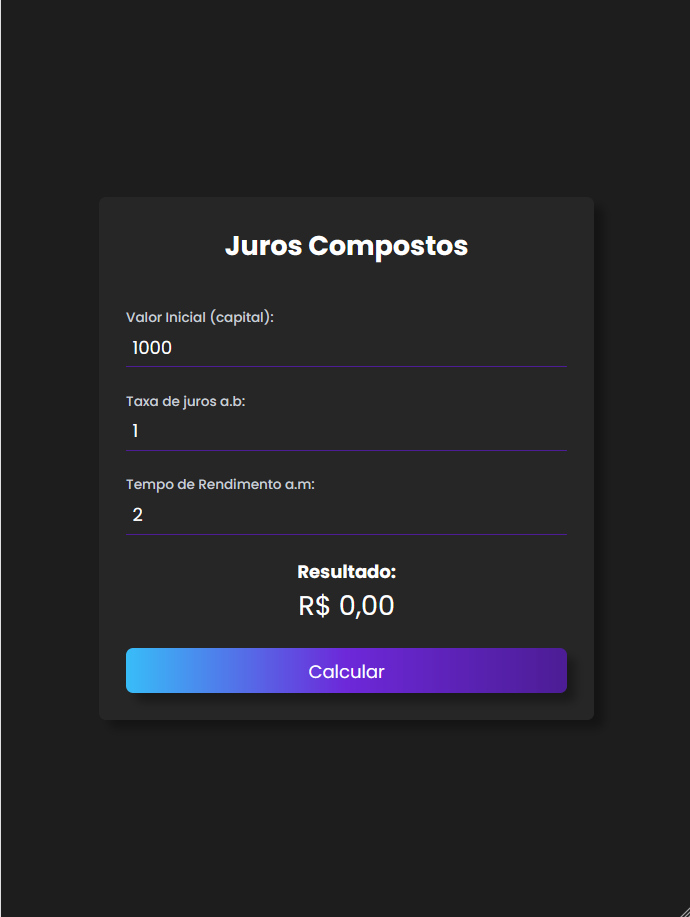 Juros Compostos
Valor Inicial (capital):
1000
Taxa de juros a.b:
1
Tempo de Rendimento a.m:
2
Resultado:
R$ 0,00
Calcular